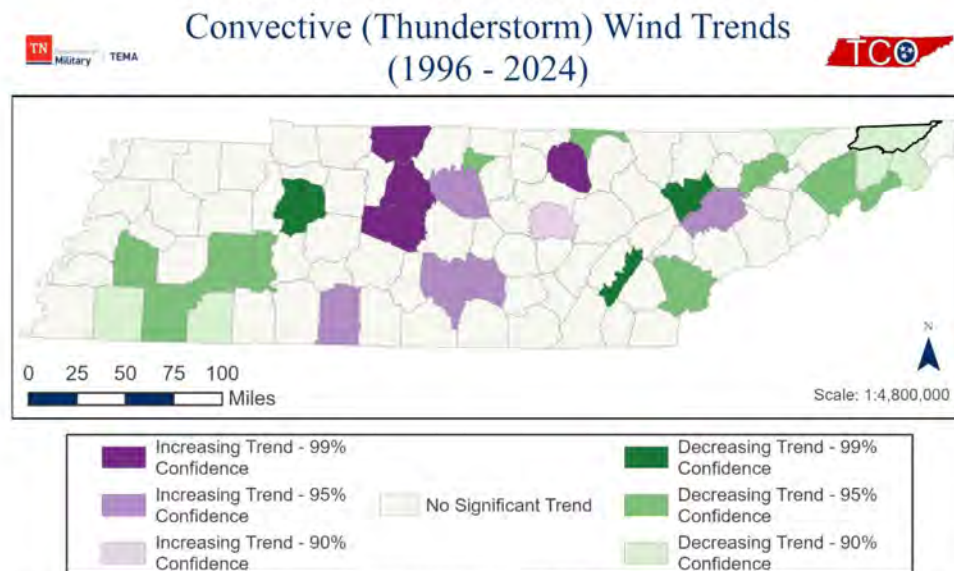 Convective (Thunderstorm) Wind Trends
(1996 - 2024)
TN
Military
TEMA
TCO
N
0 25 50 75 100
Miles
Scale: 1:4,800,000
Increasing Trend - 99%
Confidence
Increasing Trend - 95%
Confidence
Increasing Trend - 90%
Confidence
No Significant Trend
Decreasing Trend - 99%
Confidence
Decreasing Trend - 95%
Confidence
Decreasing Trend - 90%
Confidence